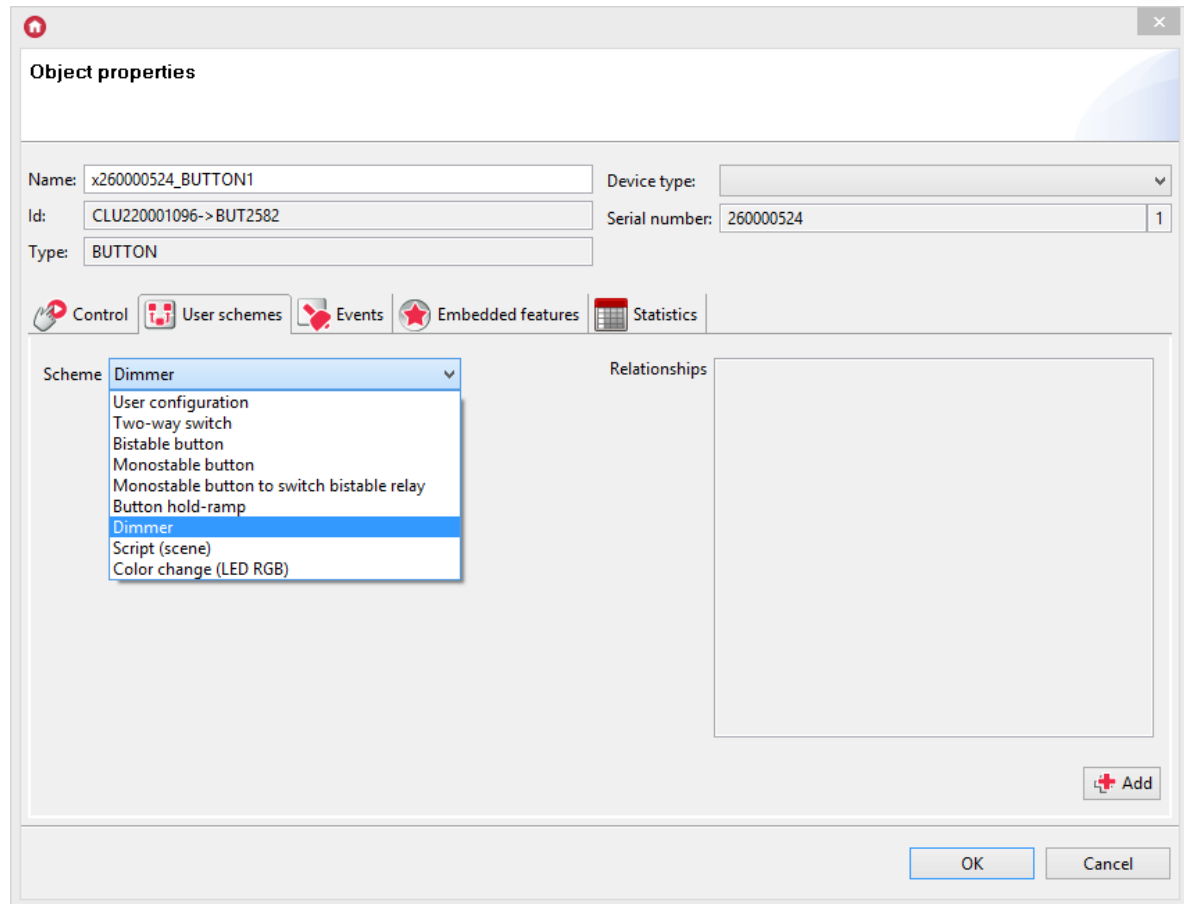 Object properties
Name: x260000524_BUTTON1
Device type:
Id: CLU220001096->BUT2582
Serial number: 260000524 1
Type: BUTTON
Control User schemes Events Embedded features Statistics
Scheme Dimmer
Relationships
User configuration
Two-way switch
Bistable button
Monostable button
Monostable button to switch bistable relay
Button hold-ramp
Dimmer
Script (scene)
Color change (LED RGB)
Add
OK Cancel